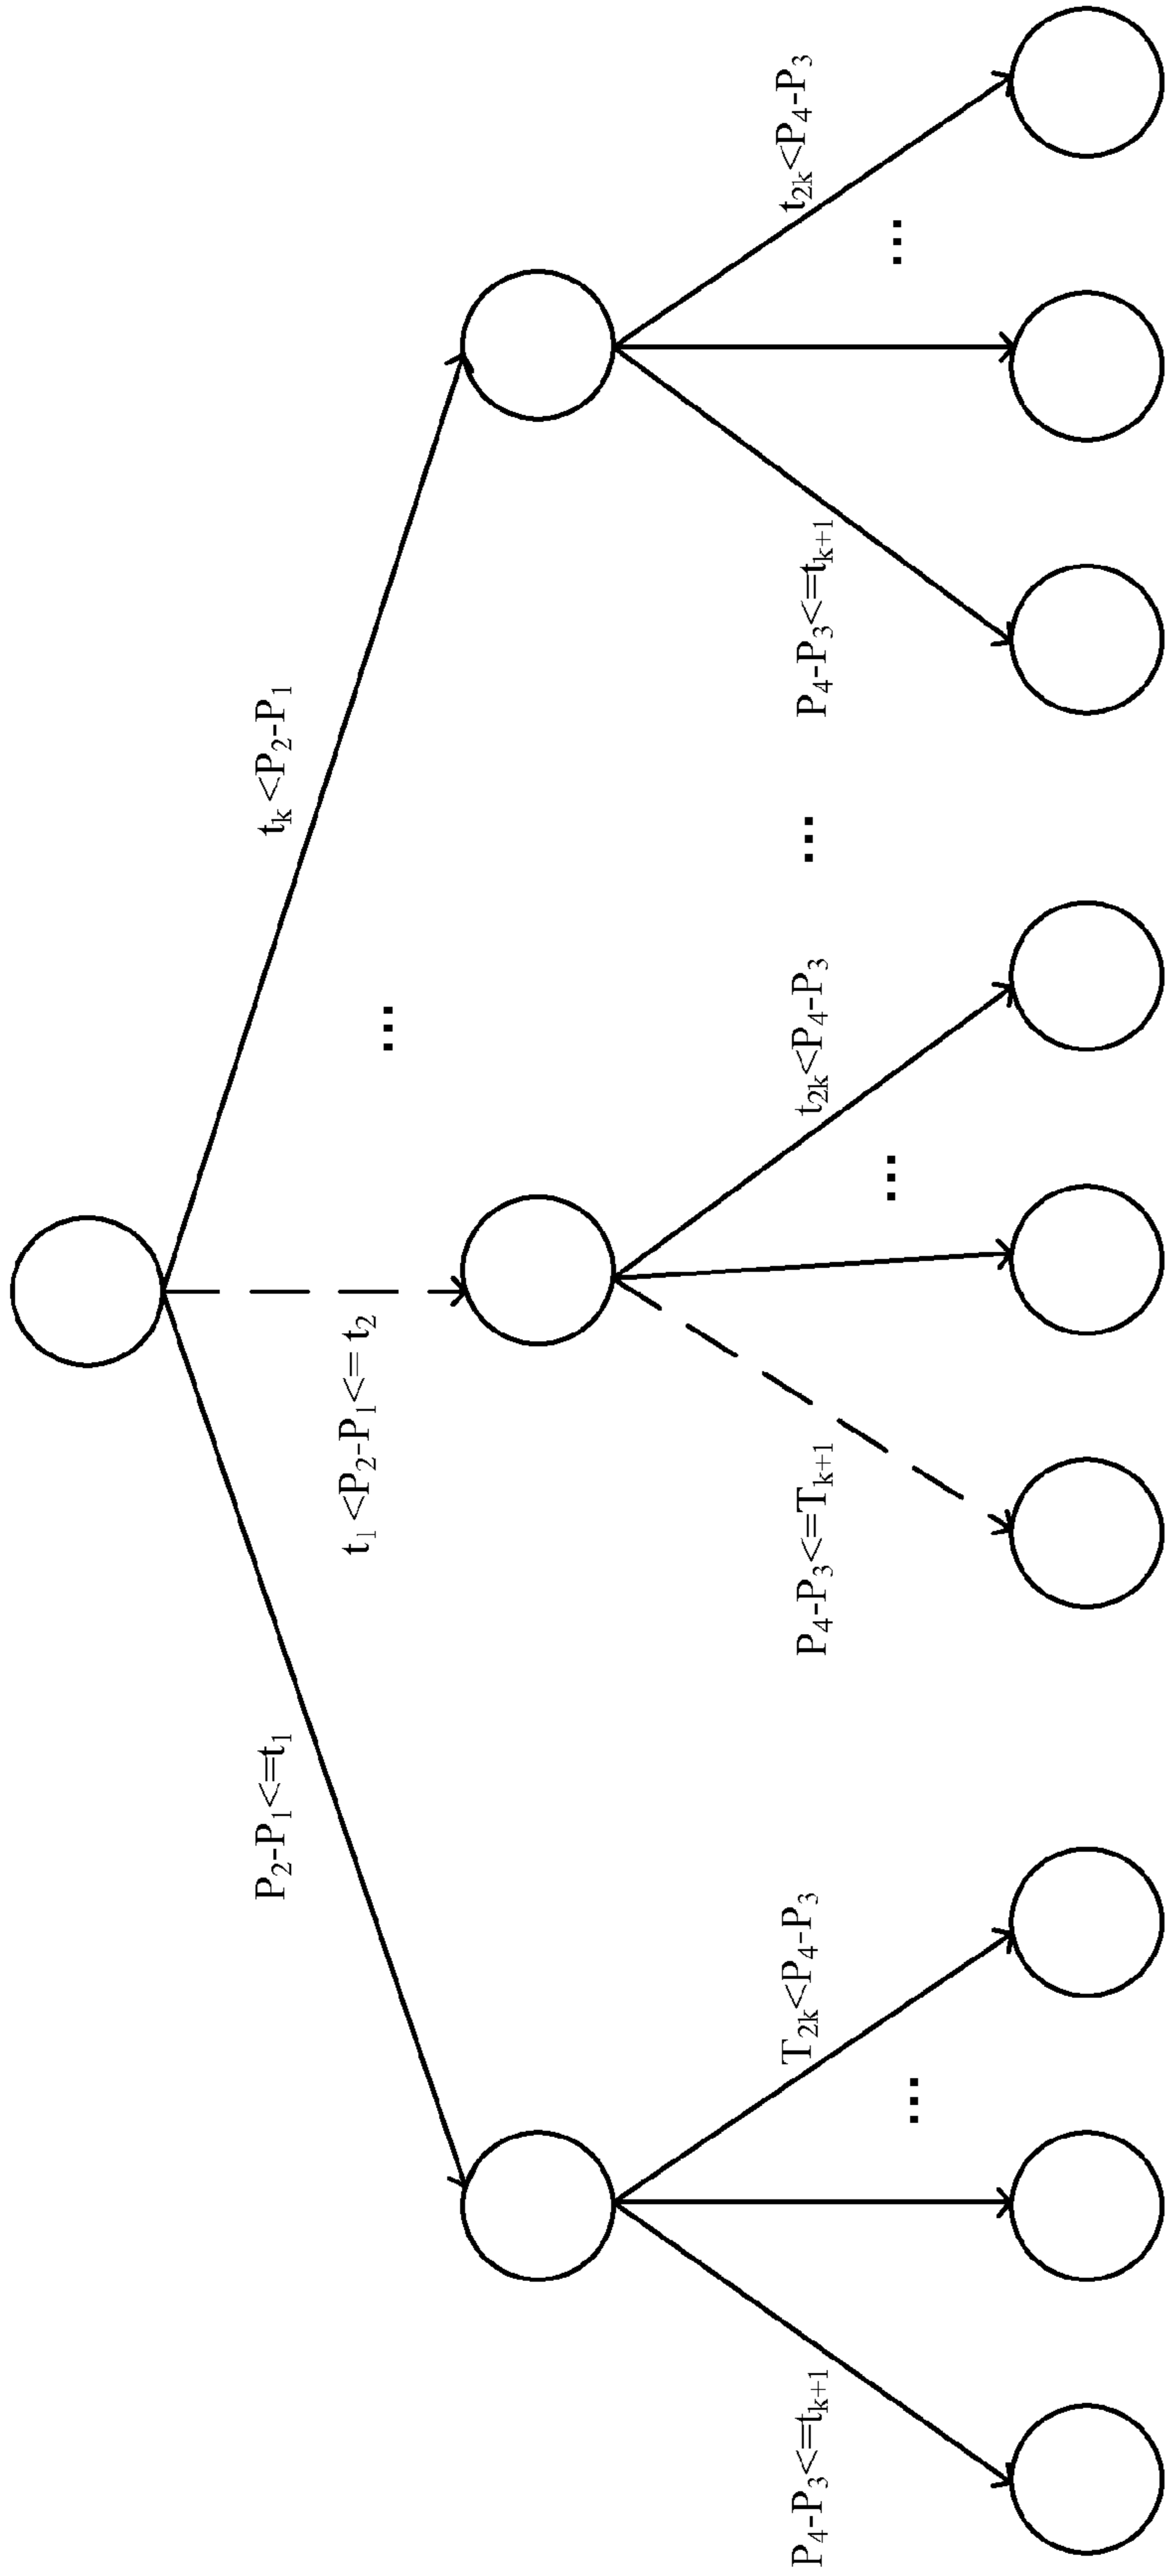 P₂-P₁<=t₁
t₁ <P₂-P₁<= t₂
...
tₖ <P₂-P₁
P₄-P₃<=tₖ₊₁
T₂ₖ<P₄-P₃
...
P₄-P₃<=Tₖ₊₁
t₂ₖ<P₄-P₃
...
...
P₄-P₃<=tₖ₊₁
t₂ₖ<P₄-P₃
...